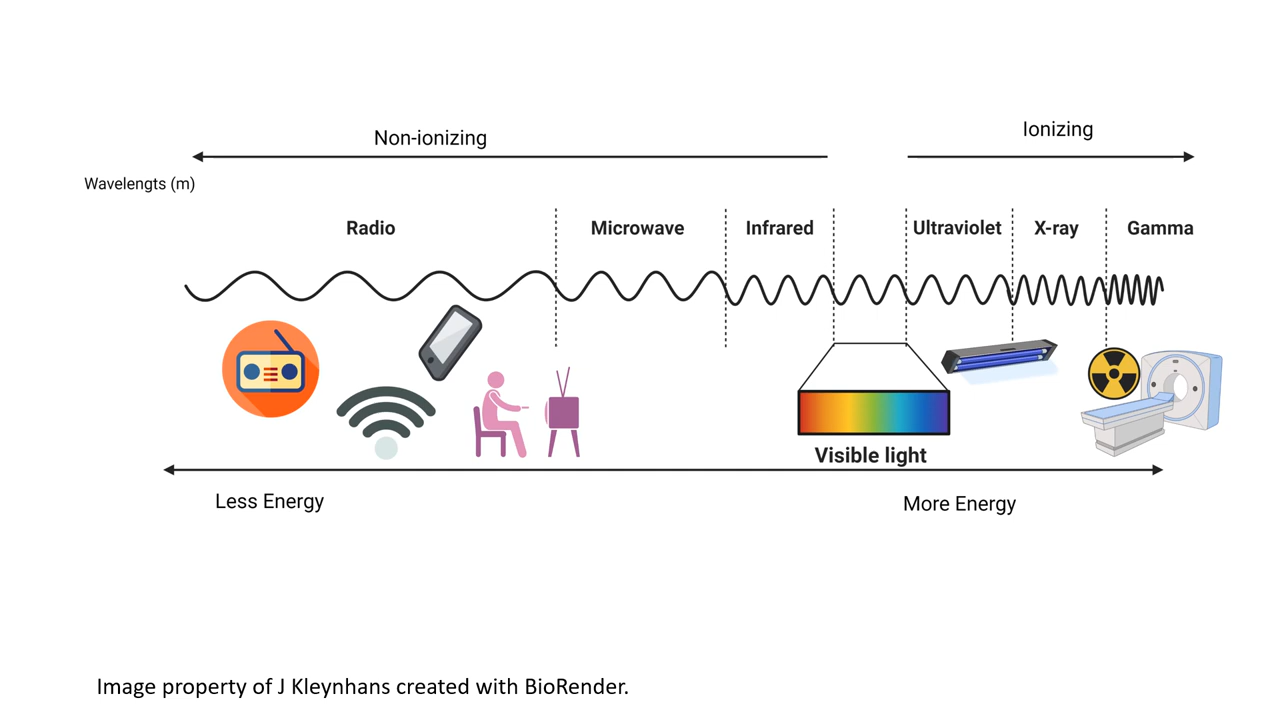 Non-ionizing
Ionizing
Wavelengts (m)
Radio
Microwave
Infrared
Ultraviolet
X-ray
Gamma
Visible light
Less Energy
More Energy
Image property of J Kleynhans created with BioRender.